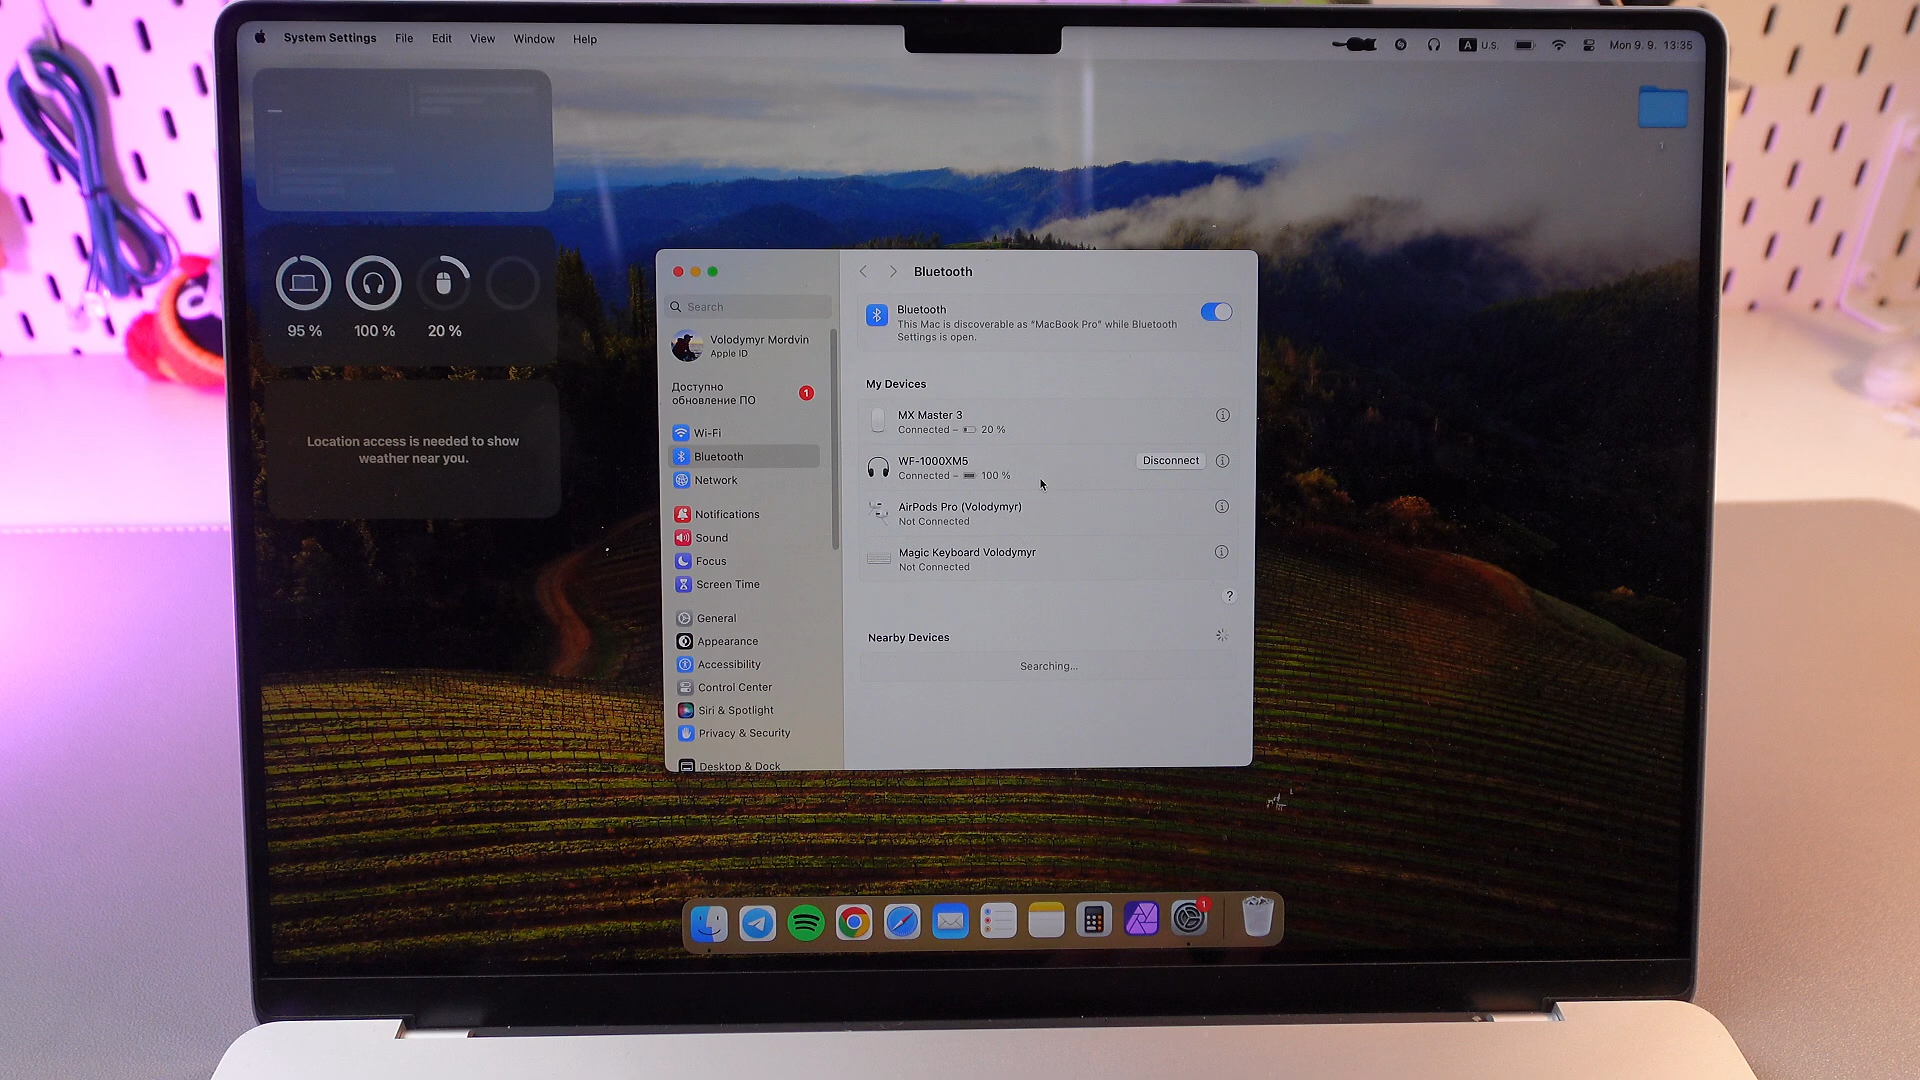 System Settings File Edit View Window Help
A U.S. Mon 9. 9. 13:35
1
95 % 100 % 20 %
Location access is needed to show
weather near you.
Search
Volodymyr Mordvin
Apple ID
Доступно
обновление ПО
1
Wi-Fi
Bluetooth
Network
Notifications
Sound
Focus
Screen Time
General
Appearance
Accessibility
Control Center
Siri & Spotlight
Privacy & Security
Desktop & Dock
Bluetooth
Bluetooth
This Mac is discoverable as “MacBook Pro” while Bluetooth
Settings is open.
My Devices
MX Master 3
Connected – 20 %
WF-1000XM5
Connected – 100 %
Disconnect
AirPods Pro (Volodymyr)
Not Connected
Magic Keyboard Volodymyr
Not Connected
?
Nearby Devices
Searching...
1